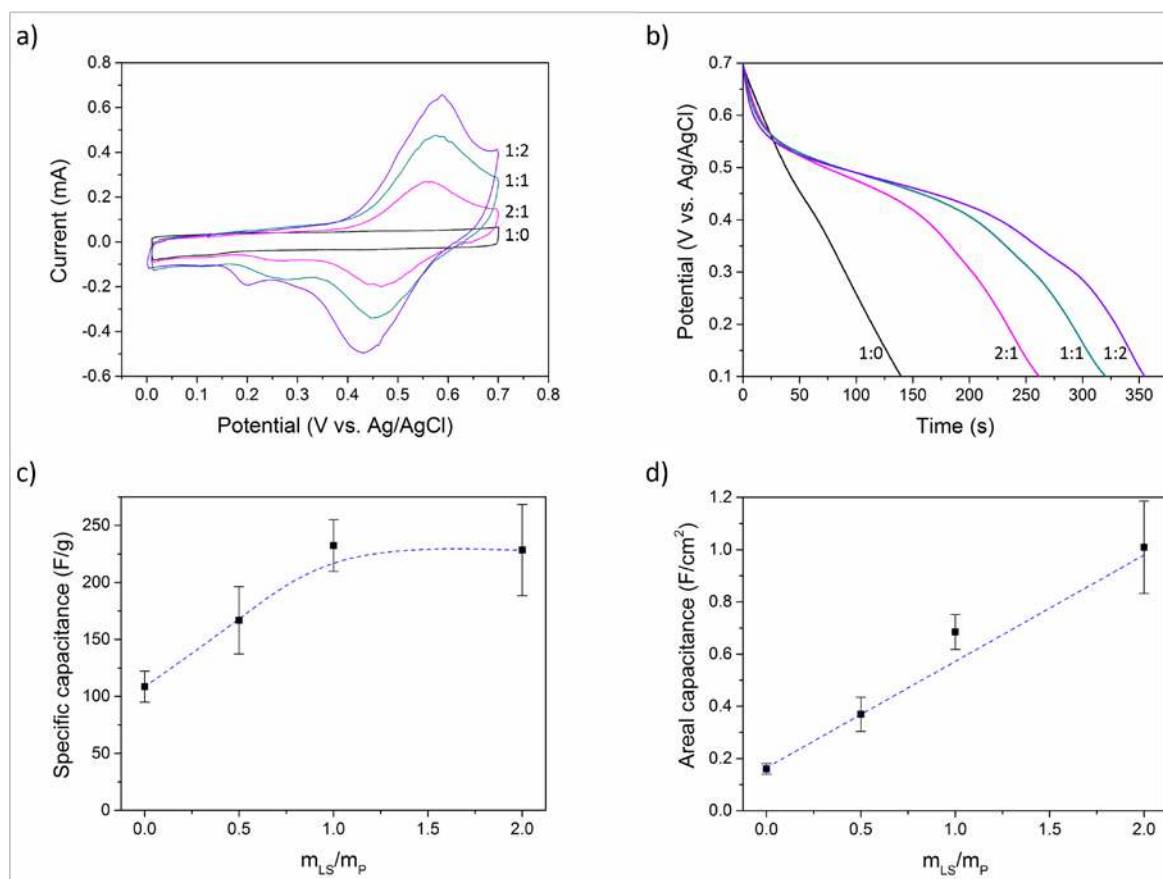 a)
0.8
0.6
0.4
0.2
0.0
-0.2
-0.4
-0.6
Current (mA)
1:2
1:1
2:1
1:0
0.0 0.1 0.2 0.3 0.4 0.5 0.6 0.7 0.8
Potential (V vs. Ag/AgCl)
b)
0.7
0.6
0.5
0.4
0.3
0.2
0.1
Potential (V vs. Ag/AgCl)
1:0 2:1 1:1 1:2
0 50 100 150 200 250 300 350
Time (s)
c)
250
225
150
100
50
0
Specific capacitance (F/g)
0.0 0.5 1.0 1.5 2.0
m_LS/m_P
d)
1.2
1.0
0.8
0.6
0.4
0.2
0.0
Areal capacitance (F/cm²)
0.0 0.5 1.0 1.5 2.0
m_LS/m_P